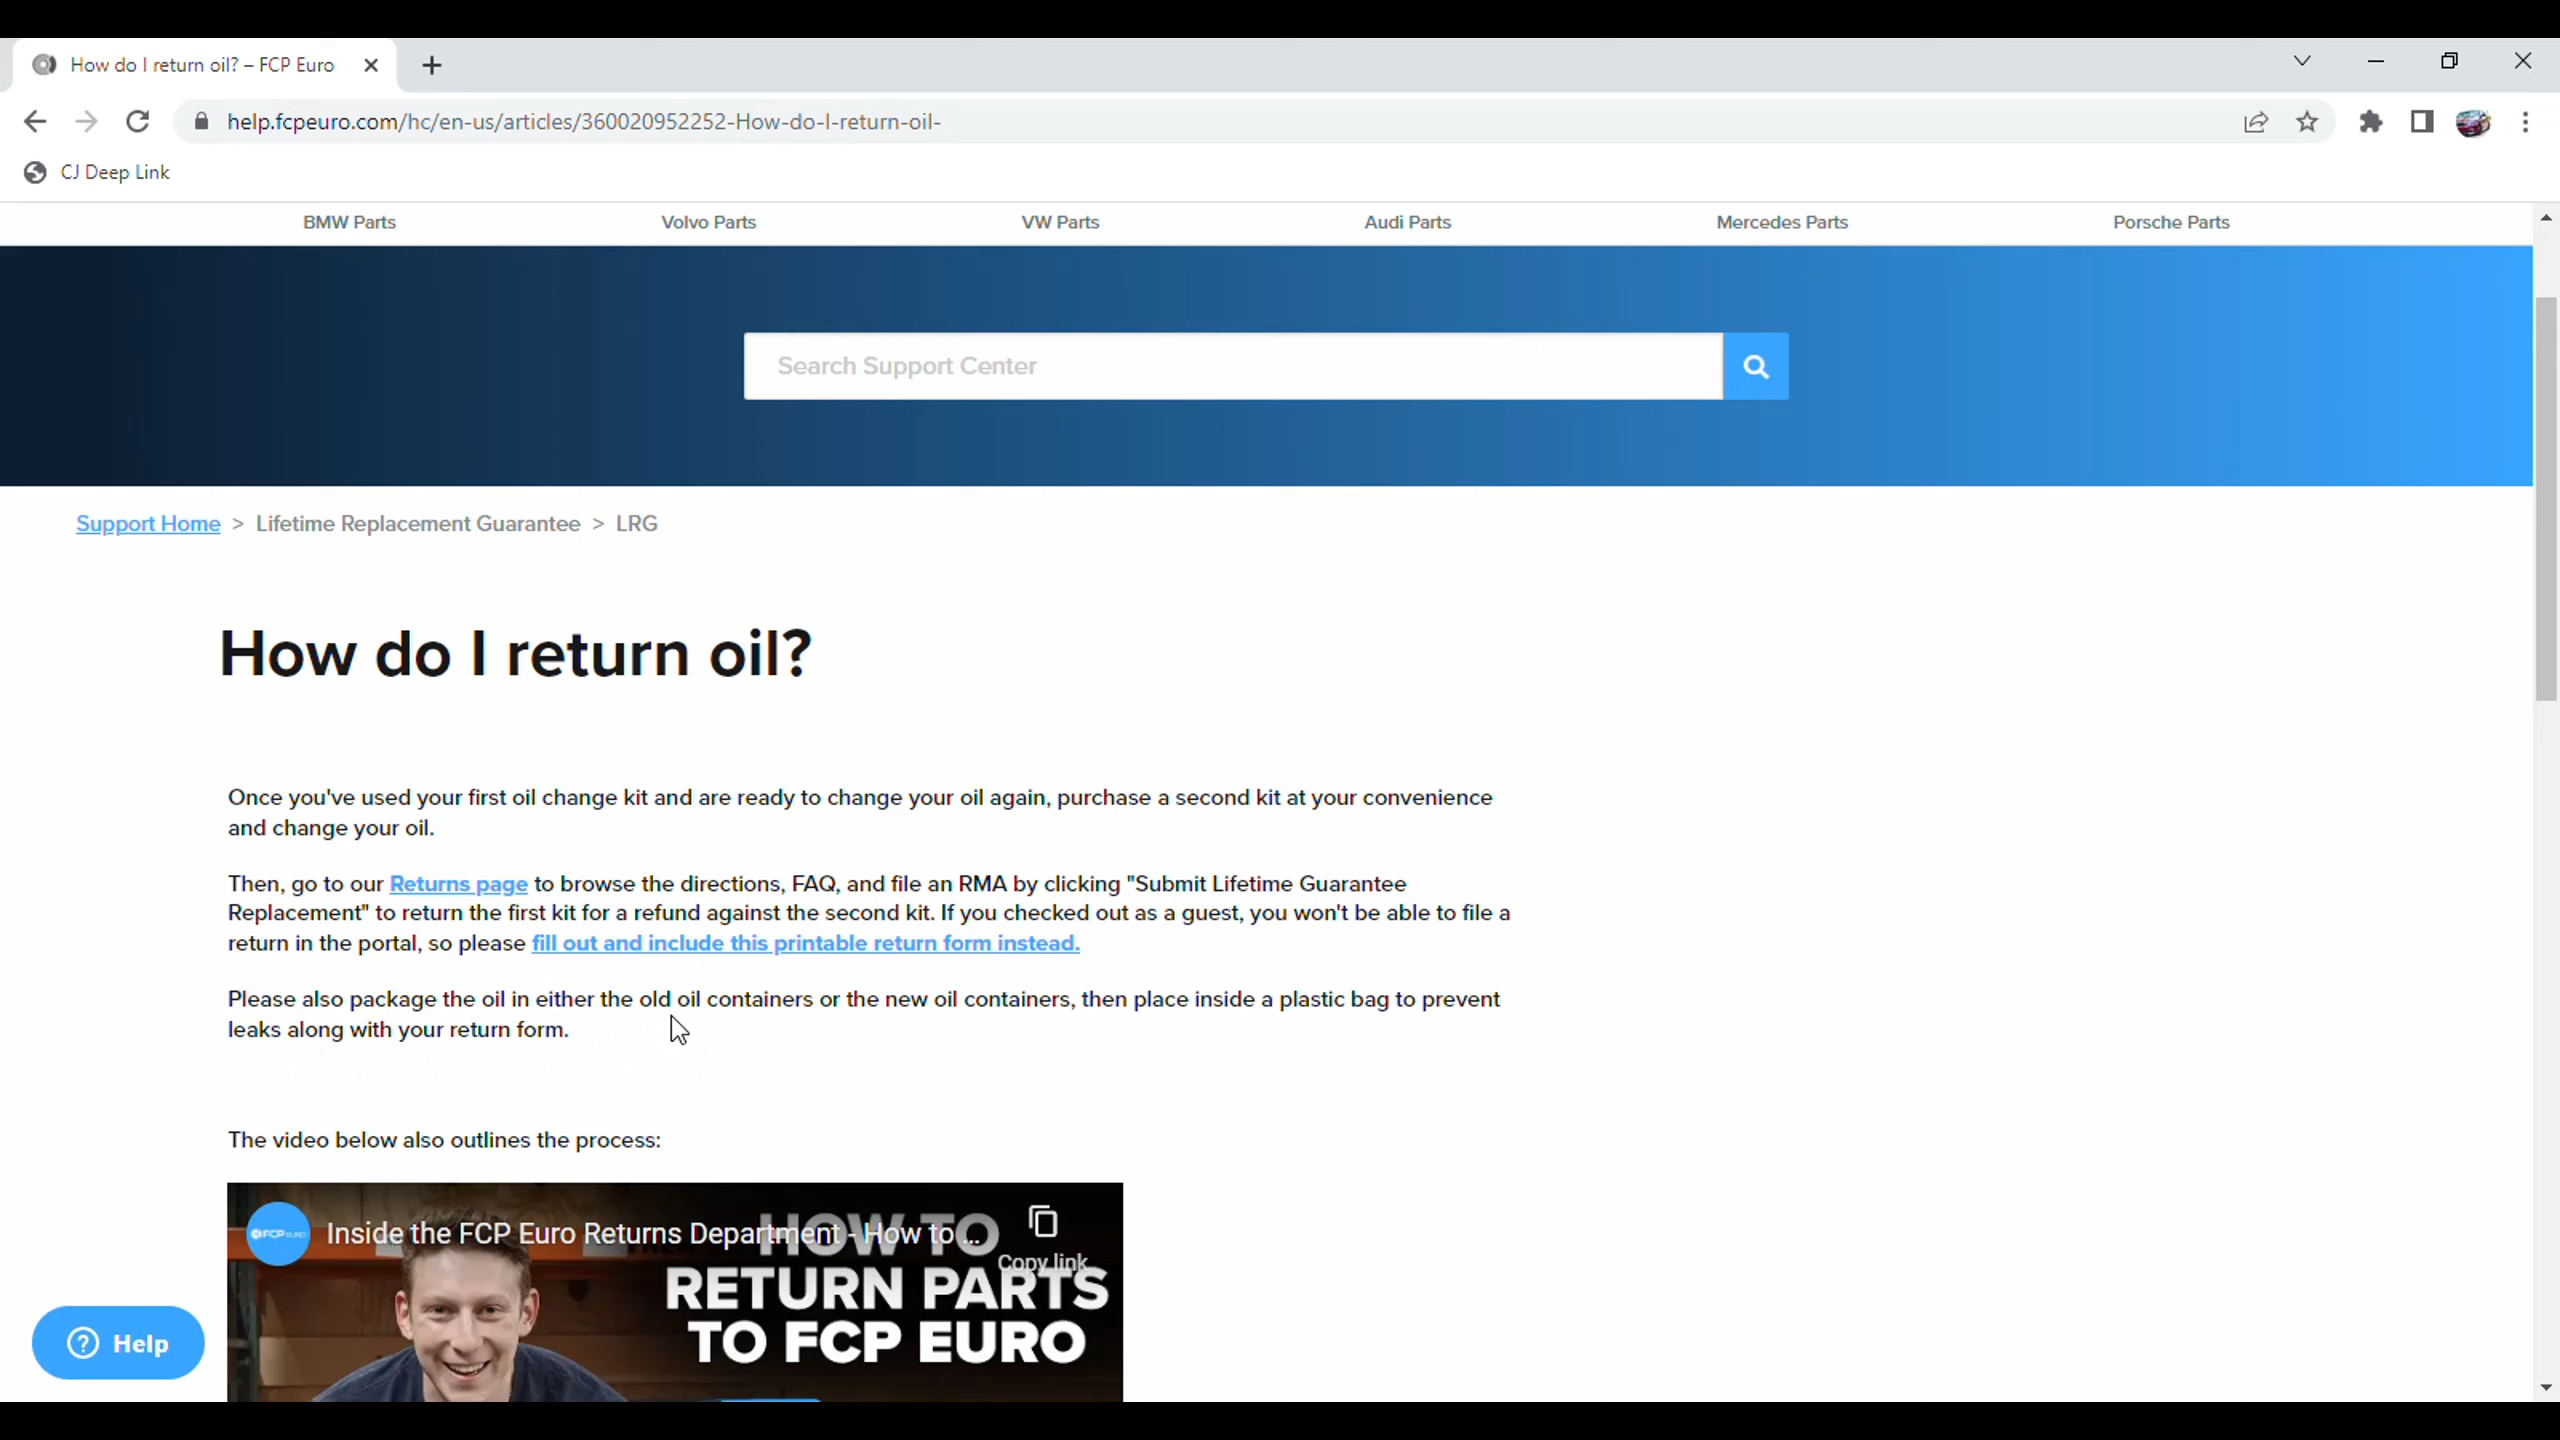 How do I return oil? – FCP Euro
help.fcpeuro.com/hc/en-us/articles/360020952252-How-do-I-return-oil-
CJ Deep Link
BMW Parts Volvo Parts VW Parts Audi Parts Mercedes Parts Porsche Parts
Search Support Center
Support Home > Lifetime Replacement Guarantee > LRG
How do I return oil?
Once you've used your first oil change kit and are ready to change your oil again, purchase a second kit at your convenience
and change your oil.
Then, go to our Returns page to browse the directions, FAQ, and file an RMA by clicking "Submit Lifetime Guarantee
Replacement" to return the first kit for a refund against the second kit. If you checked out as a guest, you won't be able to file a
return in the portal, so please fill out and include this printable return form instead.
Please also package the oil in either the old oil containers or the new oil containers, then place inside a plastic bag to prevent
leaks along with your return form.
The video below also outlines the process:
FCP EURO
Inside the FCP Euro Returns Department - How to ...
Copy link
HOW TO
RETURN PARTS
TO FCP EURO
Help